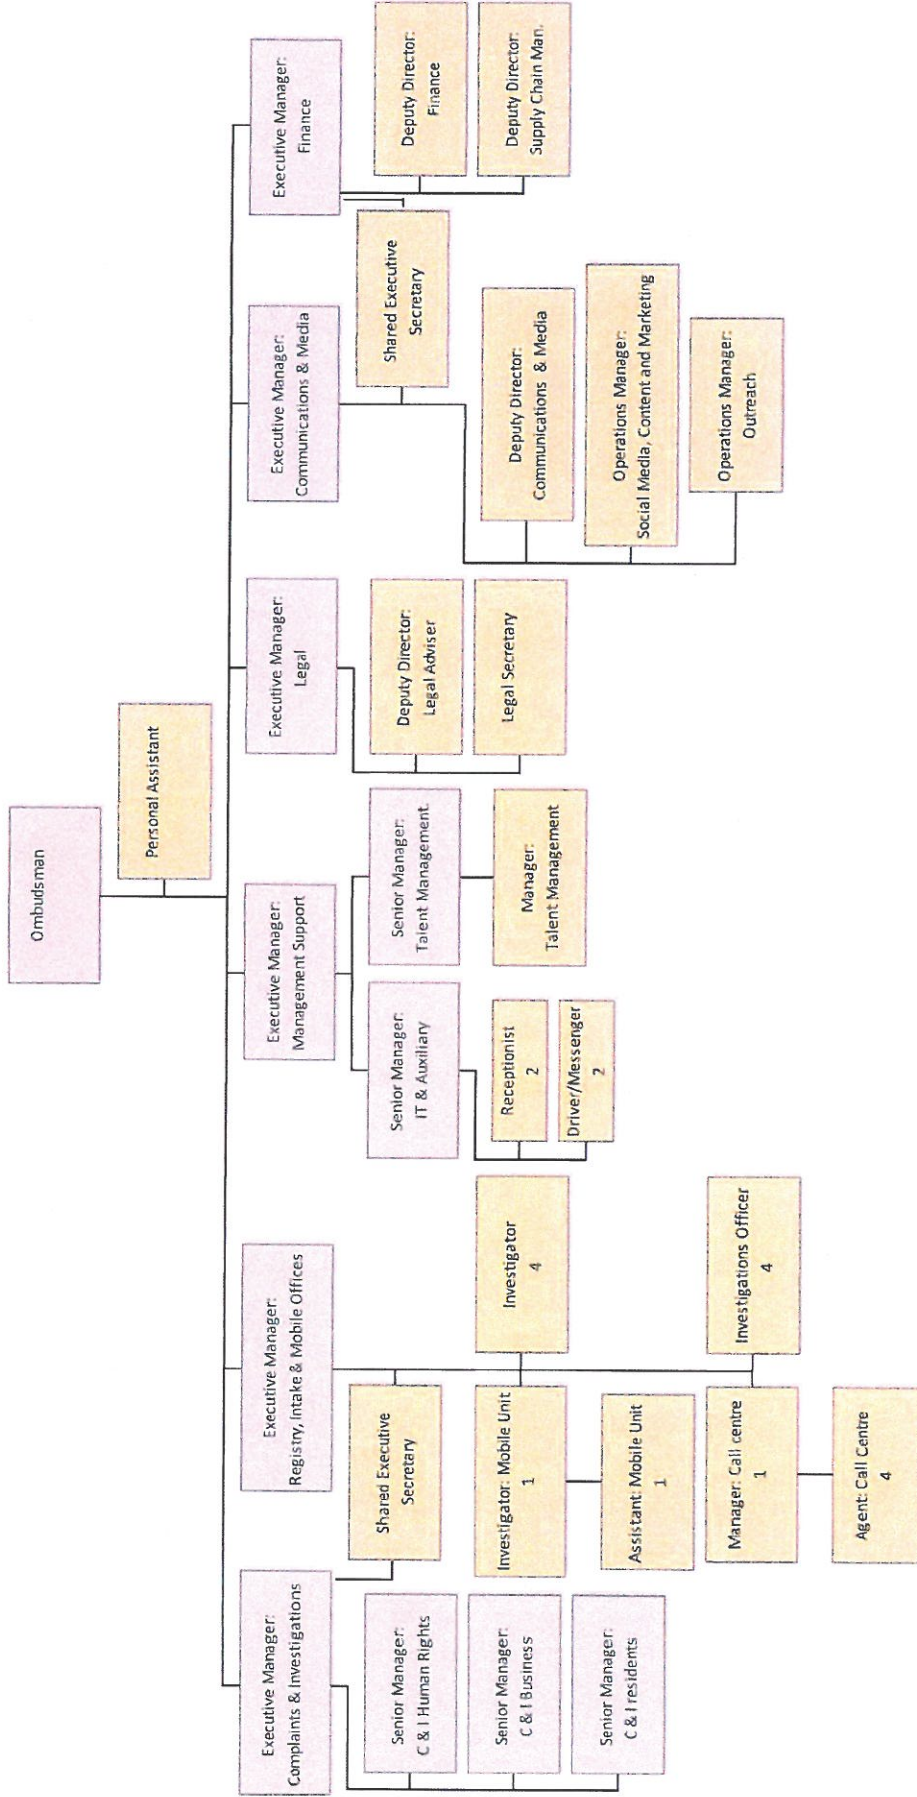 Ombudsman
Personal Assistant
Executive Manager:
Complaints & Investigations
Senior Manager:
C & I Human Rights
Senior Manager:
C & I Business
Senior Manager:
C & I residents
Shared Executive
Secretary
Executive Manager:
Registry, Intake & Mobile Offices
Investigator: Mobile Unit
1
Assistant: Mobile Unit
1
Manager: Call centre
1
Agent: Call Centre
4
Investigator
4
Investigations Officer
4
Executive Manager:
Management Support
Senior Manager:
IT & Auxiliary
Receptionist
2
Driver/Messenger
2
Senior Manager:
Talent Management.
Manager:
Talent Management
Executive Manager:
Legal
Deputy Director:
Legal Adviser
Legal Secretary
Executive Manager:
Communications & Media
Shared Executive
Secretary
Deputy Director:
Communications & Media
Operations Manager:
Social Media, Content and Marketing
Operations Manager:
Outreach
Executive Manager:
Finance
Deputy Director:
Finance
Deputy Director:
Supply Chain Man.